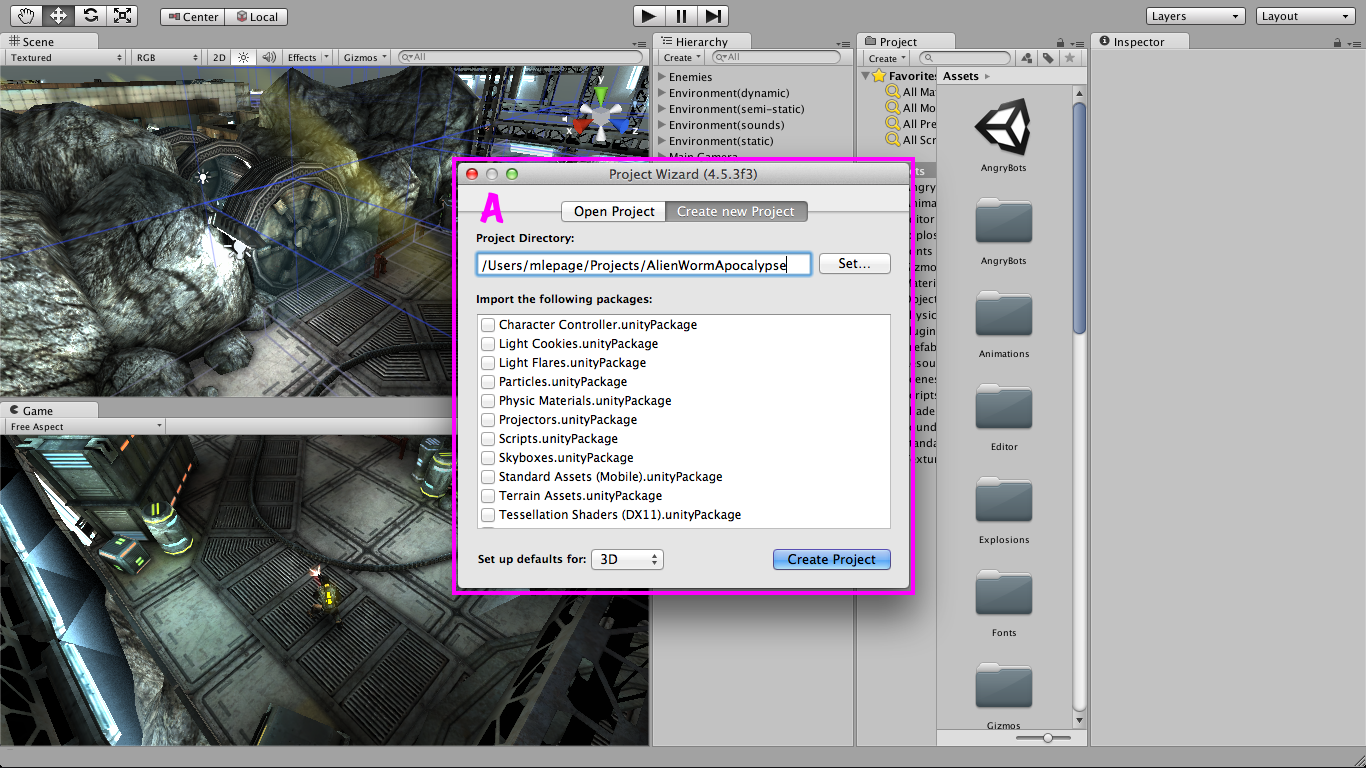 Center
Local
Layers
Layout
Scene
Textured
RGB
2D
Effects
Gizmos
All
Hierarchy
Create
All
Enemies
Environment(dynamic)
Environment(semi-static)
Environment(sounds)
Environment(static)
Main Camera
Project
Create
Favorites
All Ma
All Mo
All Pre
All Scr
Assets
AngryBots
AngryBots
Animations
Editor
Explosions
Fonts
Gizmos
Inspector
Project Wizard (4.5.3f3)
A
Open Project
Create new Project
Project Directory:
/Users/mlepage/Projects/AlienWormApocalypse
Set...
Import the following packages:
Character Controller.unityPackage
Light Cookies.unityPackage
Light Flares.unityPackage
Particles.unityPackage
Physic Materials.unityPackage
Projectors.unityPackage
Scripts.unityPackage
Skyboxes.unityPackage
Standard Assets (Mobile).unityPackage
Terrain Assets.unityPackage
Tessellation Shaders (DX11).unityPackage
Set up defaults for:
3D
Create Project
Game
Free Aspect
x
y
z